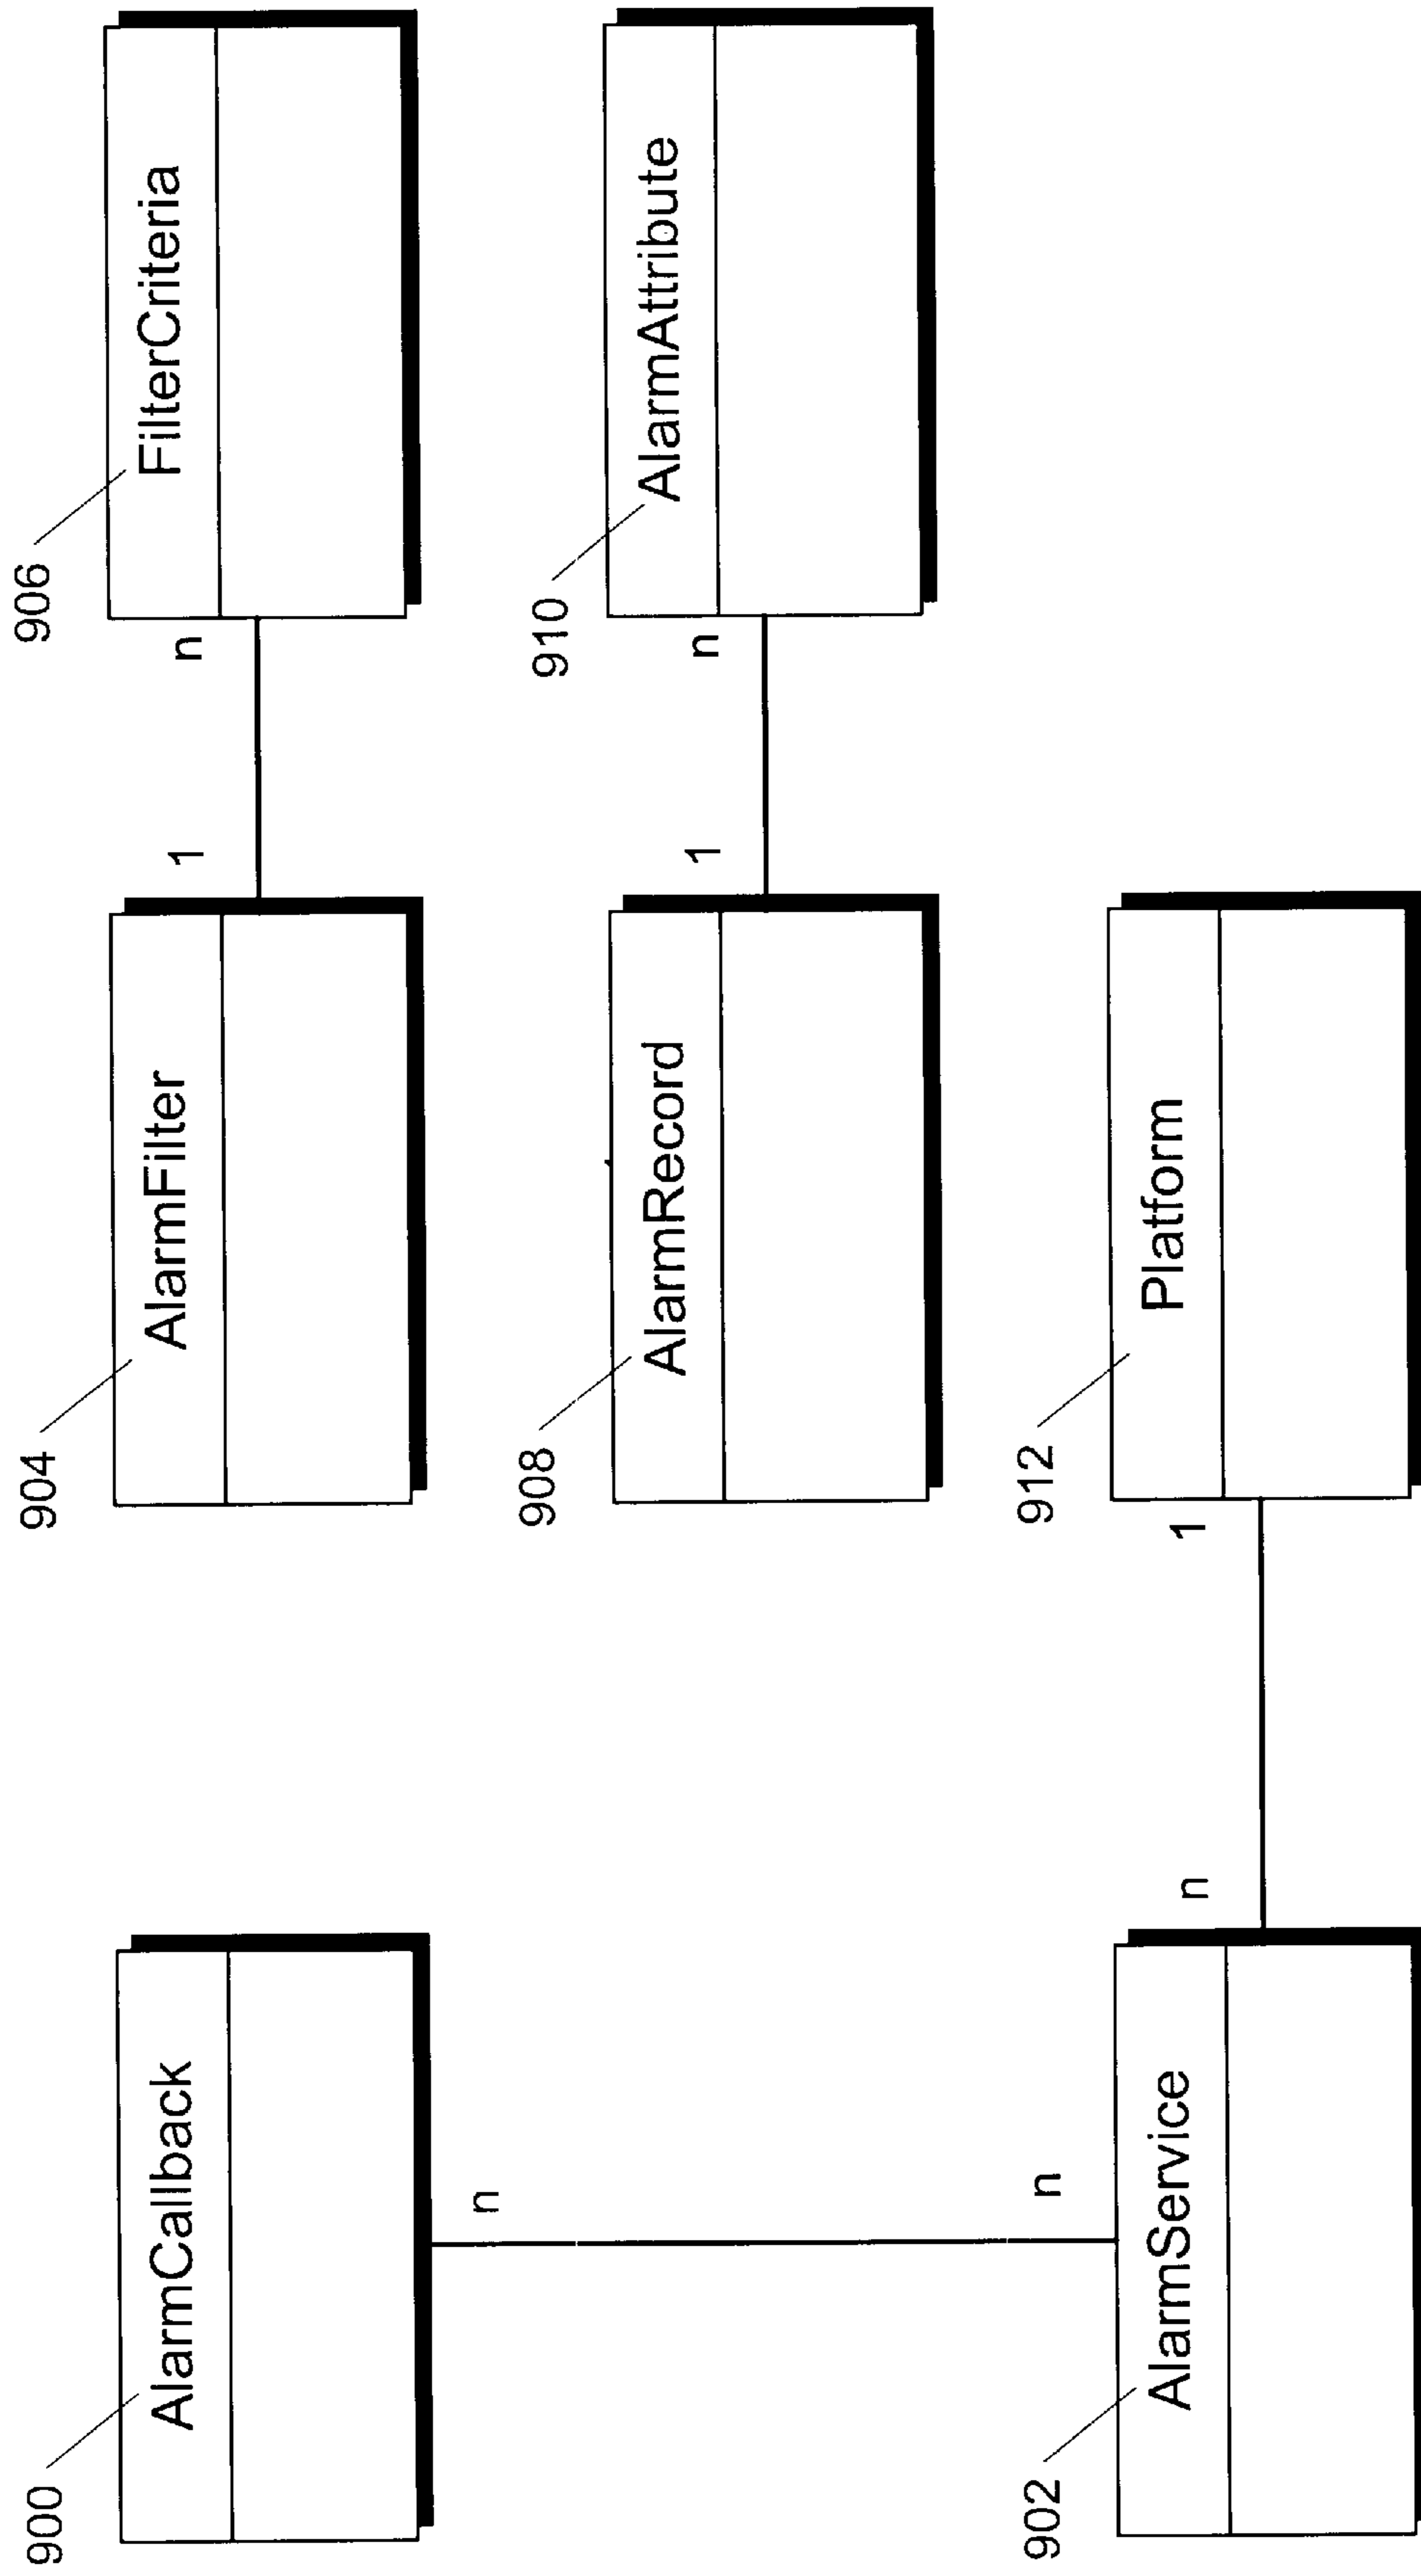 900
AlarmCallback
n
n
902
AlarmService
n
1
904
AlarmFilter
1
n
906
FilterCriteria
908
AlarmRecord
1
n
910
AlarmAttribute
912
Platform